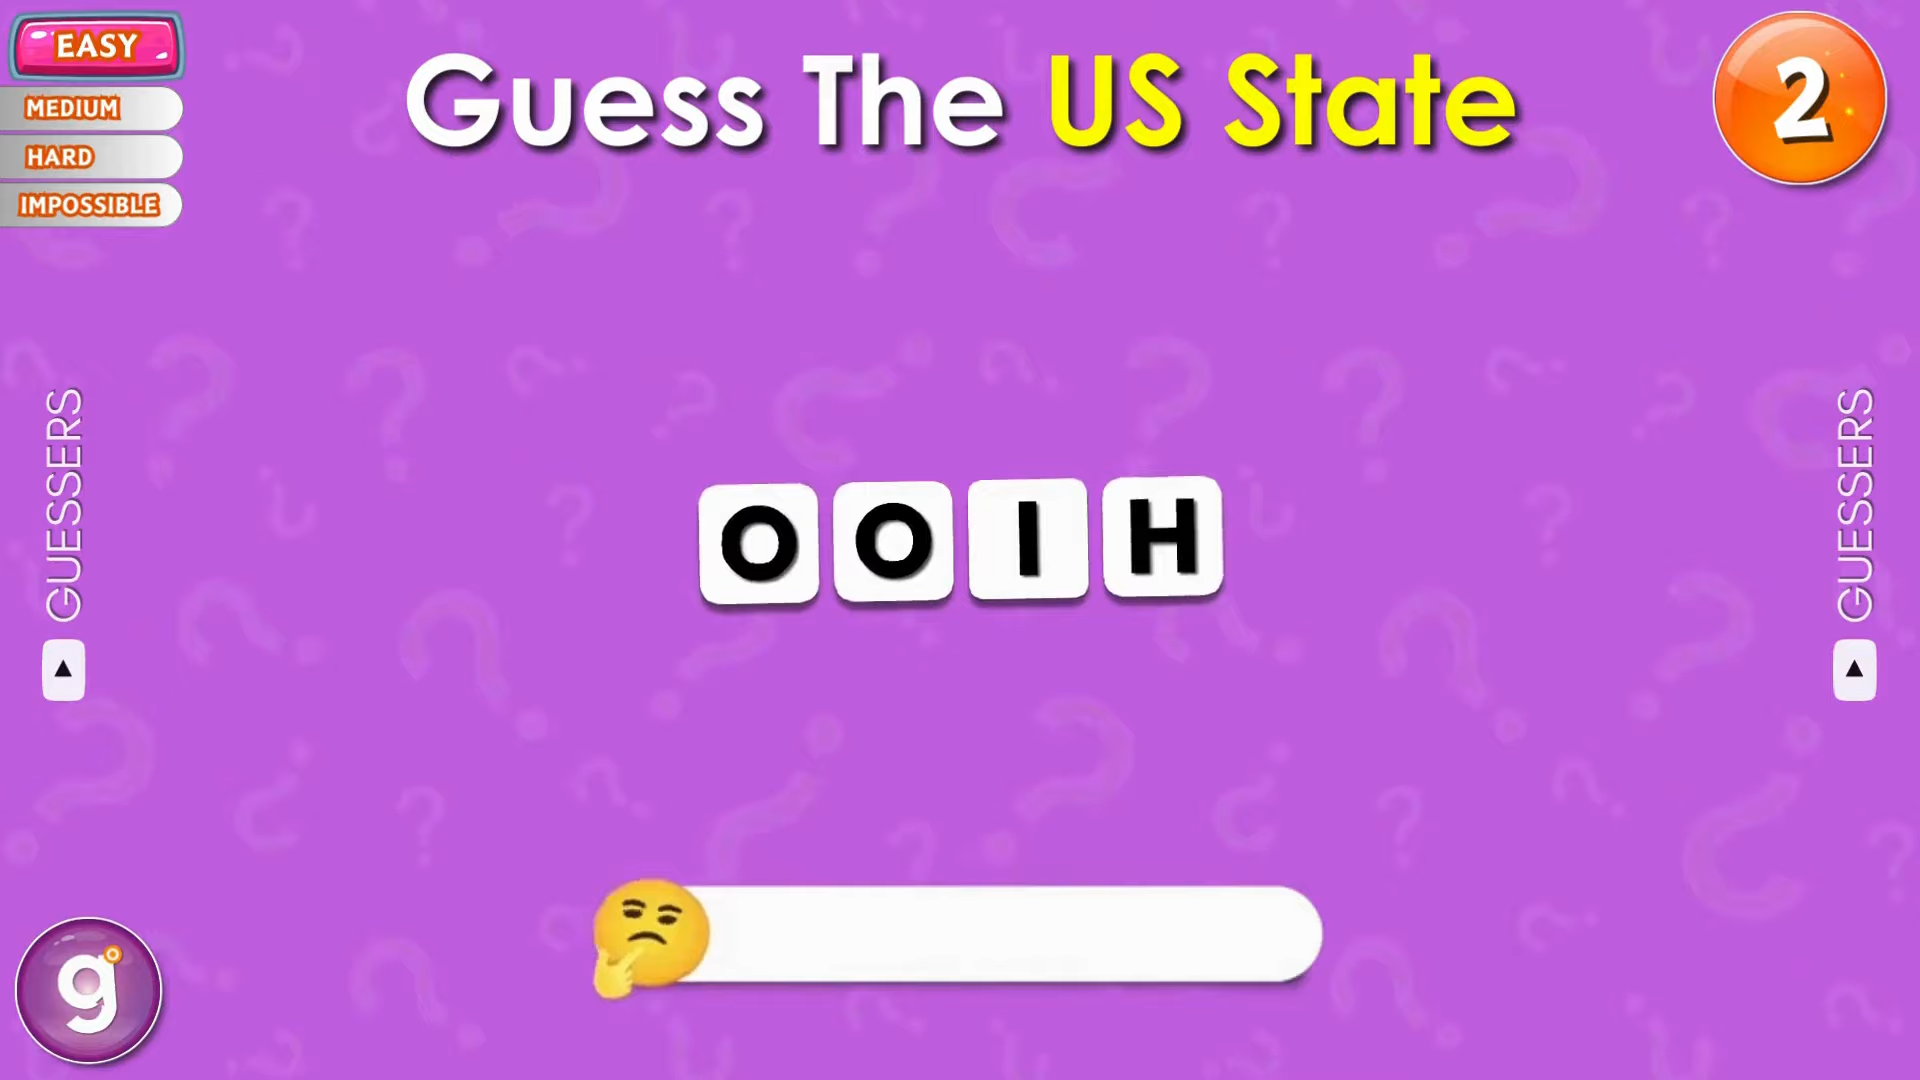 EASY
MEDIUM
HARD
IMPOSSIBLE
Guess The US State
2
GUESSERS
O O I H
GUESSERS
g